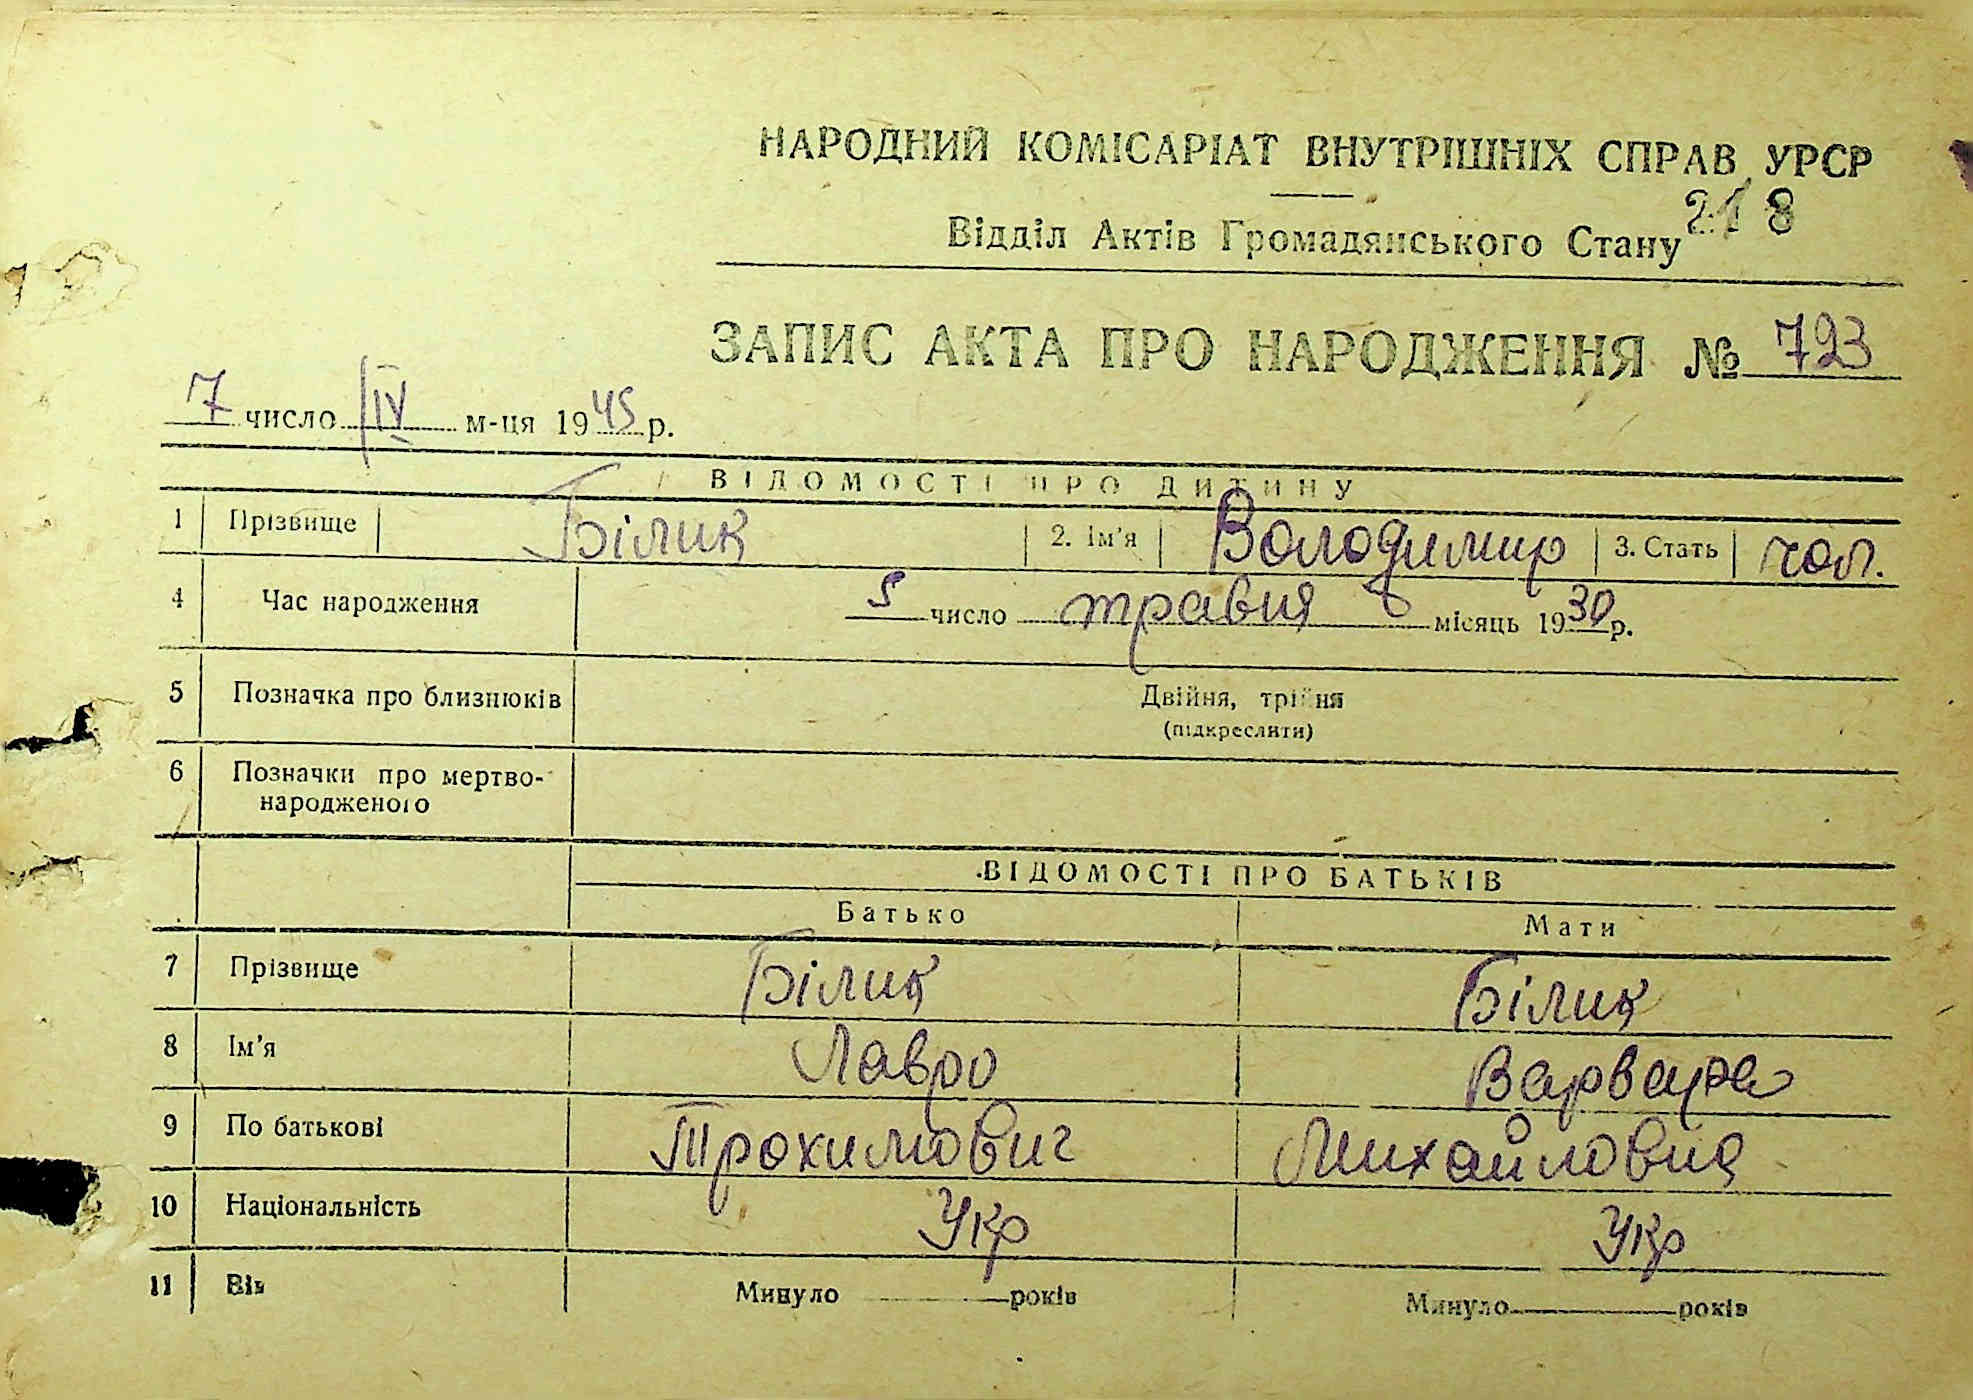 НАРОДНИЙ КОМІСАРІАТ ВНУТРІШНІХ СПРАВ УРСР
218
Відділ Актів Громадянського Стану
ЗАПИС АКТА ПРО НАРОДЖЕННЯ № 793
7 число IV м-ця 1945 р.
ВІДОМОСТІ ПРО ДИТИНУ
1 Прізвище Білик 2. Ім'я Володимир 3. Стать чол.
4 Час народження 5 число травня місяць 1930 р.
5 Позначка про близнюків Двійня, трійня
(підкреслити)
6 Позначки про мертво-
народженого
ВІДОМОСТІ ПРО БАТЬКІВ
Батько Мати
7 Прізвище Білик Білик
8 Ім'я Лавро Варвара
9 По батькові Трохимович Михайловна
10 Національність Укр Укр
11 Вік Минуло років Минуло років